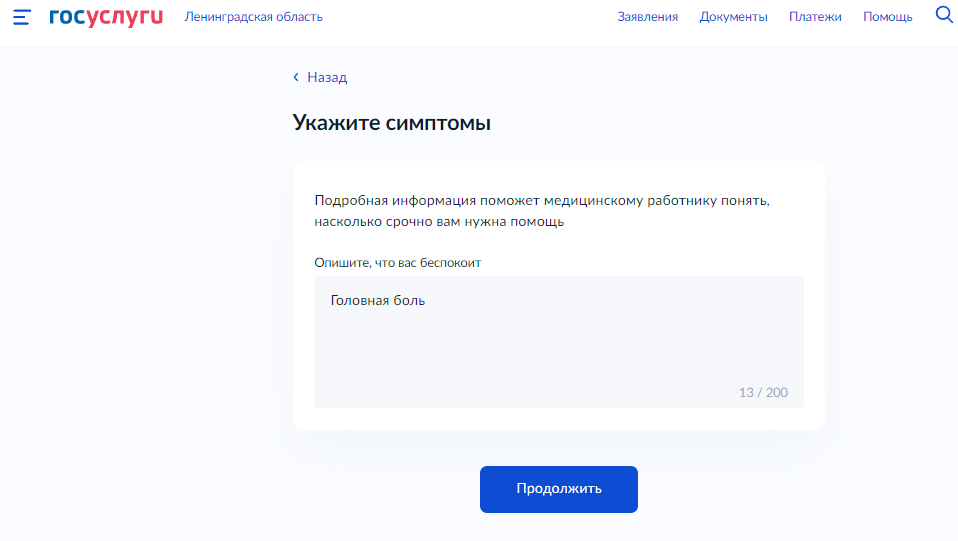 госуслуги Ленинградская область Заявления Документы Платежи Помощь
Назад
Укажите симптомы
Подробная информация поможет медицинскому работнику понять,
насколько срочно вам нужна помощь
Опишите, что вас беспокоит
Головная боль
13 / 200
Продолжить